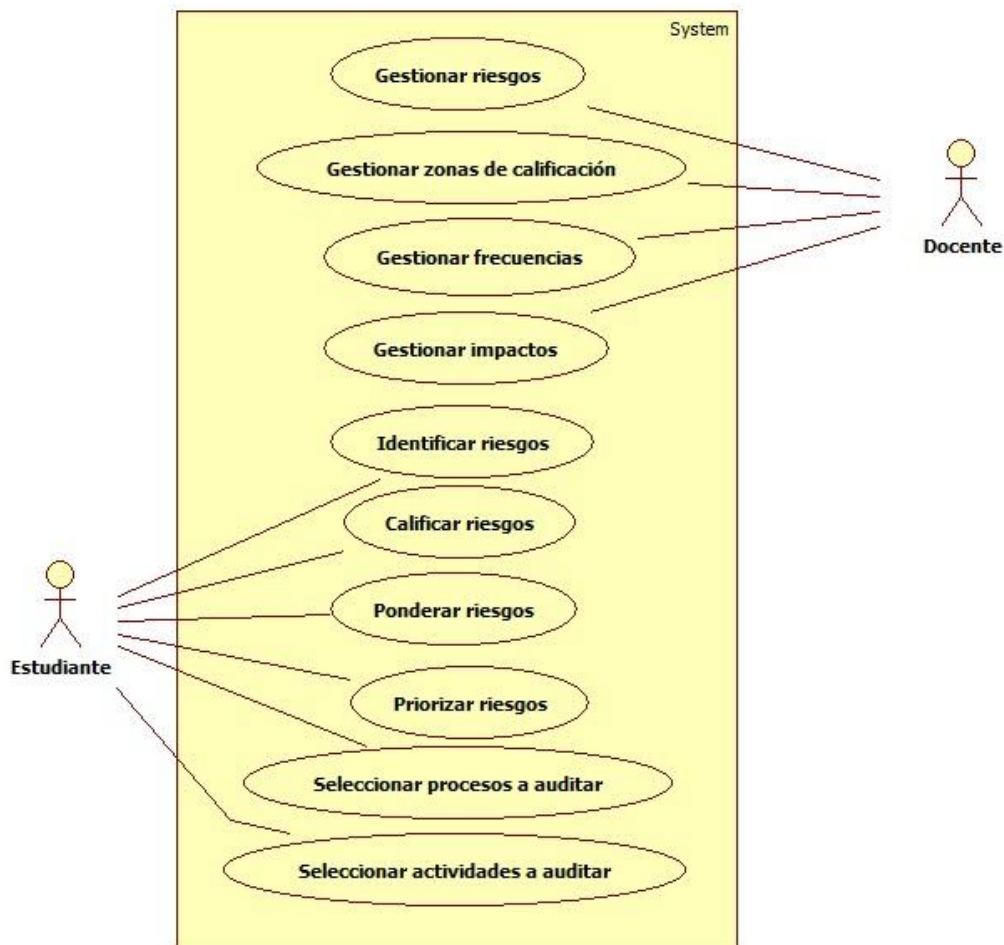 System
Gestionar riesgos
Gestionar zonas de calificación
Docente
Gestionar frecuencias
Gestionar impactos
Identificar riesgos
Calificar riesgos
Ponderar riesgos
Estudiante
Priorizar riesgos
Seleccionar procesos a auditar
Seleccionar actividades a auditar